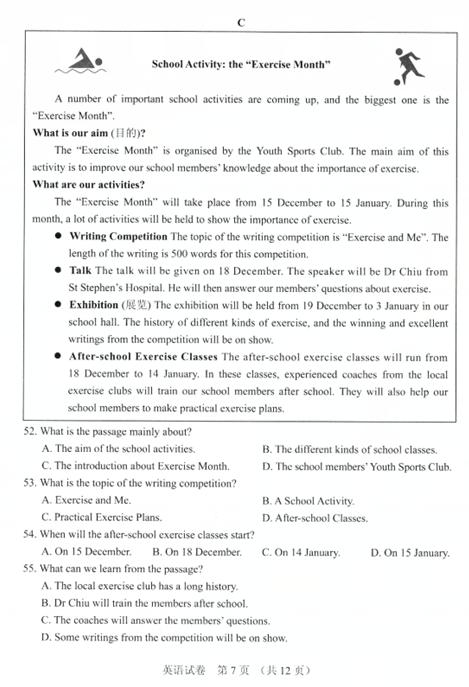 C
School Activity: the “Exercise Month”
A number of important school activities are coming up, and the biggest one is the
“Exercise Month”.
What is our aim (目的)?
The “Exercise Month” is organised by the Youth Sports Club. The main aim of this
activity is to improve our school members’ knowledge about the importance of exercise.
What are our activities?
The “Exercise Month” will take place from 15 December to 15 January. During this
month, a lot of activities will be held to show the importance of exercise.
● Writing Competition The topic of the writing competition is “Exercise and Me”. The
length of the writing is 500 words for this competition.
● Talk The talk will be given on 18 December. The speaker will be Dr Chiu from
St Stephen’s Hospital. He will then answer our members’ questions about exercise.
● Exhibition (展览) The exhibition will be held from 19 December to 3 January in our
school hall. The history of different kinds of exercise, and the winning and excellent
writings from the competition will be on show.
● After-school Exercise Classes The after-school exercise classes will run from
18 December to 14 January. In these classes, experienced coaches from the local
exercise clubs will train our school members after school. They will also help our
school members to make practical exercise plans.
52. What is the passage mainly about?
A. The aim of the school activities. B. The different kinds of school classes.
C. The introduction about Exercise Month. D. The school members’ Youth Sports Club.
53. What is the topic of the writing competition?
A. Exercise and Me. B. A School Activity.
C. Practical Exercise Plans. D. After-school Classes.
54. When will the after-school exercise classes start?
A. On 15 December. B. On 18 December. C. On 14 January. D. On 15 January.
55. What can we learn from the passage?
A. The local exercise club has a long history.
B. Dr Chiu will train the members after school.
C. The coaches will answer the members’ questions.
D. Some writings from the competition will be on show.
英语试卷 第 7 页 （共 12 页）